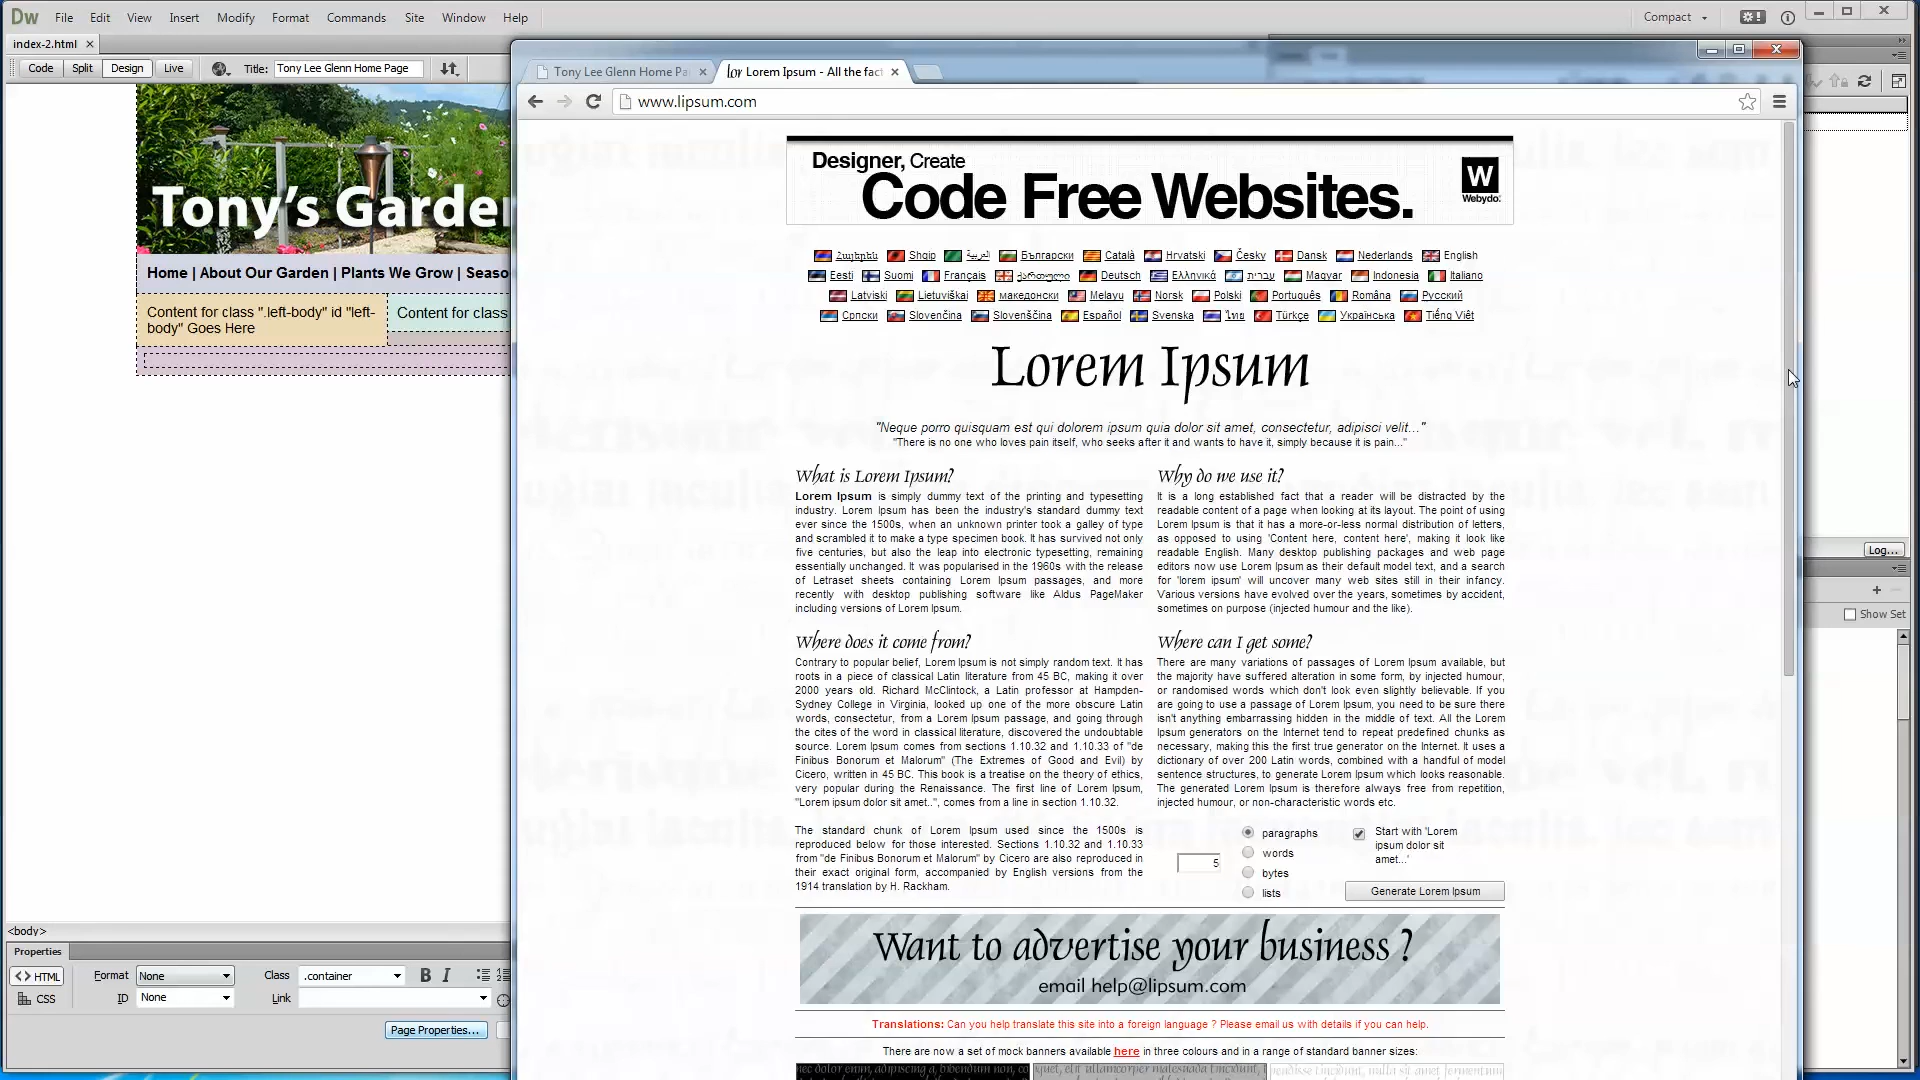 Dw File Edit View Insert Modify Format Commands Site Window Help Compact
index-2.html
Code Split Design Live Title: Tony Lee Glenn Home Page
Tony Lee Glenn Home Pa
Lorem Ipsum - All the fact
www.lipsum.com
Tony's Garde
Home | About Our Garden | Plants We Grow | Seaso
Content for class ".left-body" id "left-
body" Goes Here
Content for class
Designer, Create
Code Free Websites.
W
Webydo
Հայերեն Shqip العربية Български Català Hrvatski Česky Dansk Nederlands English
Eesti Suomi Français ქართული Deutsch Ελληνικά עברית Magyar Indonesia Italiano
Latviski Lietuviškai македонски Melayu Norsk Polski Português Româna Русский
Српски Slovenčina Slovenščina Español Svenska ไทย Türkçe Українська Tiếng Việt
Lorem Ipsum
"Neque porro quisquam est qui dolorem ipsum quia dolor sit amet, consectetur, adipisci velit..."
"There is no one who loves pain itself, who seeks after it and wants to have it, simply because it is pain..."
What is Lorem Ipsum?
Lorem Ipsum is simply dummy text of the printing and typesetting
industry. Lorem Ipsum has been the industry's standard dummy text
ever since the 1500s, when an unknown printer took a galley of type
and scrambled it to make a type specimen book. It has survived not only
five centuries, but also the leap into electronic typesetting, remaining
essentially unchanged. It was popularised in the 1960s with the release
of Letraset sheets containing Lorem Ipsum passages, and more
recently with desktop publishing software like Aldus PageMaker
including versions of Lorem Ipsum.
Why do we use it?
It is a long established fact that a reader will be distracted by the
readable content of a page when looking at its layout. The point of using
Lorem Ipsum is that it has a more-or-less normal distribution of letters,
as opposed to using 'Content here, content here', making it look like
readable English. Many desktop publishing packages and web page
editors now use Lorem Ipsum as their default model text, and a search
for 'lorem ipsum' will uncover many web sites still in their infancy.
Various versions have evolved over the years, sometimes by accident,
sometimes on purpose (injected humour and the like).
Where does it come from?
Contrary to popular belief, Lorem Ipsum is not simply random text. It has
roots in a piece of classical Latin literature from 45 BC, making it over
2000 years old. Richard McClintock, a Latin professor at Hampden-
Sydney College in Virginia, looked up one of the more obscure Latin
words, consectetur, from a Lorem Ipsum passage, and going through
the cites of the word in classical literature, discovered the undoubtable
source. Lorem Ipsum comes from sections 1.10.32 and 1.10.33 of "de
Finibus Bonorum et Malorum" (The Extremes of Good and Evil) by
Cicero, written in 45 BC. This book is a treatise on the theory of ethics,
very popular during the Renaissance. The first line of Lorem Ipsum,
"Lorem ipsum dolor sit amet..", comes from a line in section 1.10.32.
The standard chunk of Lorem Ipsum used since the 1500s is
reproduced below for those interested. Sections 1.10.32 and 1.10.33
from "de Finibus Bonorum et Malorum" by Cicero are also reproduced in
their exact original form, accompanied by English versions from the
1914 translation by H. Rackham.
Where can I get some?
There are many variations of passages of Lorem Ipsum available, but
the majority have suffered alteration in some form, by injected humour,
or randomised words which don't look even slightly believable. If you
are going to use a passage of Lorem Ipsum, you need to be sure there
isn't anything embarrassing hidden in the middle of text. All the Lorem
Ipsum generators on the Internet tend to repeat predefined chunks as
necessary, making this the first true generator on the Internet. It uses a
dictionary of over 200 Latin words, combined with a handful of model
sentence structures, to generate Lorem Ipsum which looks reasonable.
The generated Lorem Ipsum is therefore always free from repetition,
injected humour, or non-characteristic words etc.
5
paragraphs
words
bytes
lists
Start with 'Lorem
ipsum dolor sit
amet...'
Generate Lorem Ipsum
Want to advertise your business ?
email help@lipsum.com
Translations: Can you help translate this site into a foreign language ? Please email us with details if you can help.
There are now a set of mock banners available here in three colours and in a range of standard banner sizes:
Log...
Show Set
<body>
Properties
<> HTML Format None Class .container B I
CSS ID None Link
Page Properties...